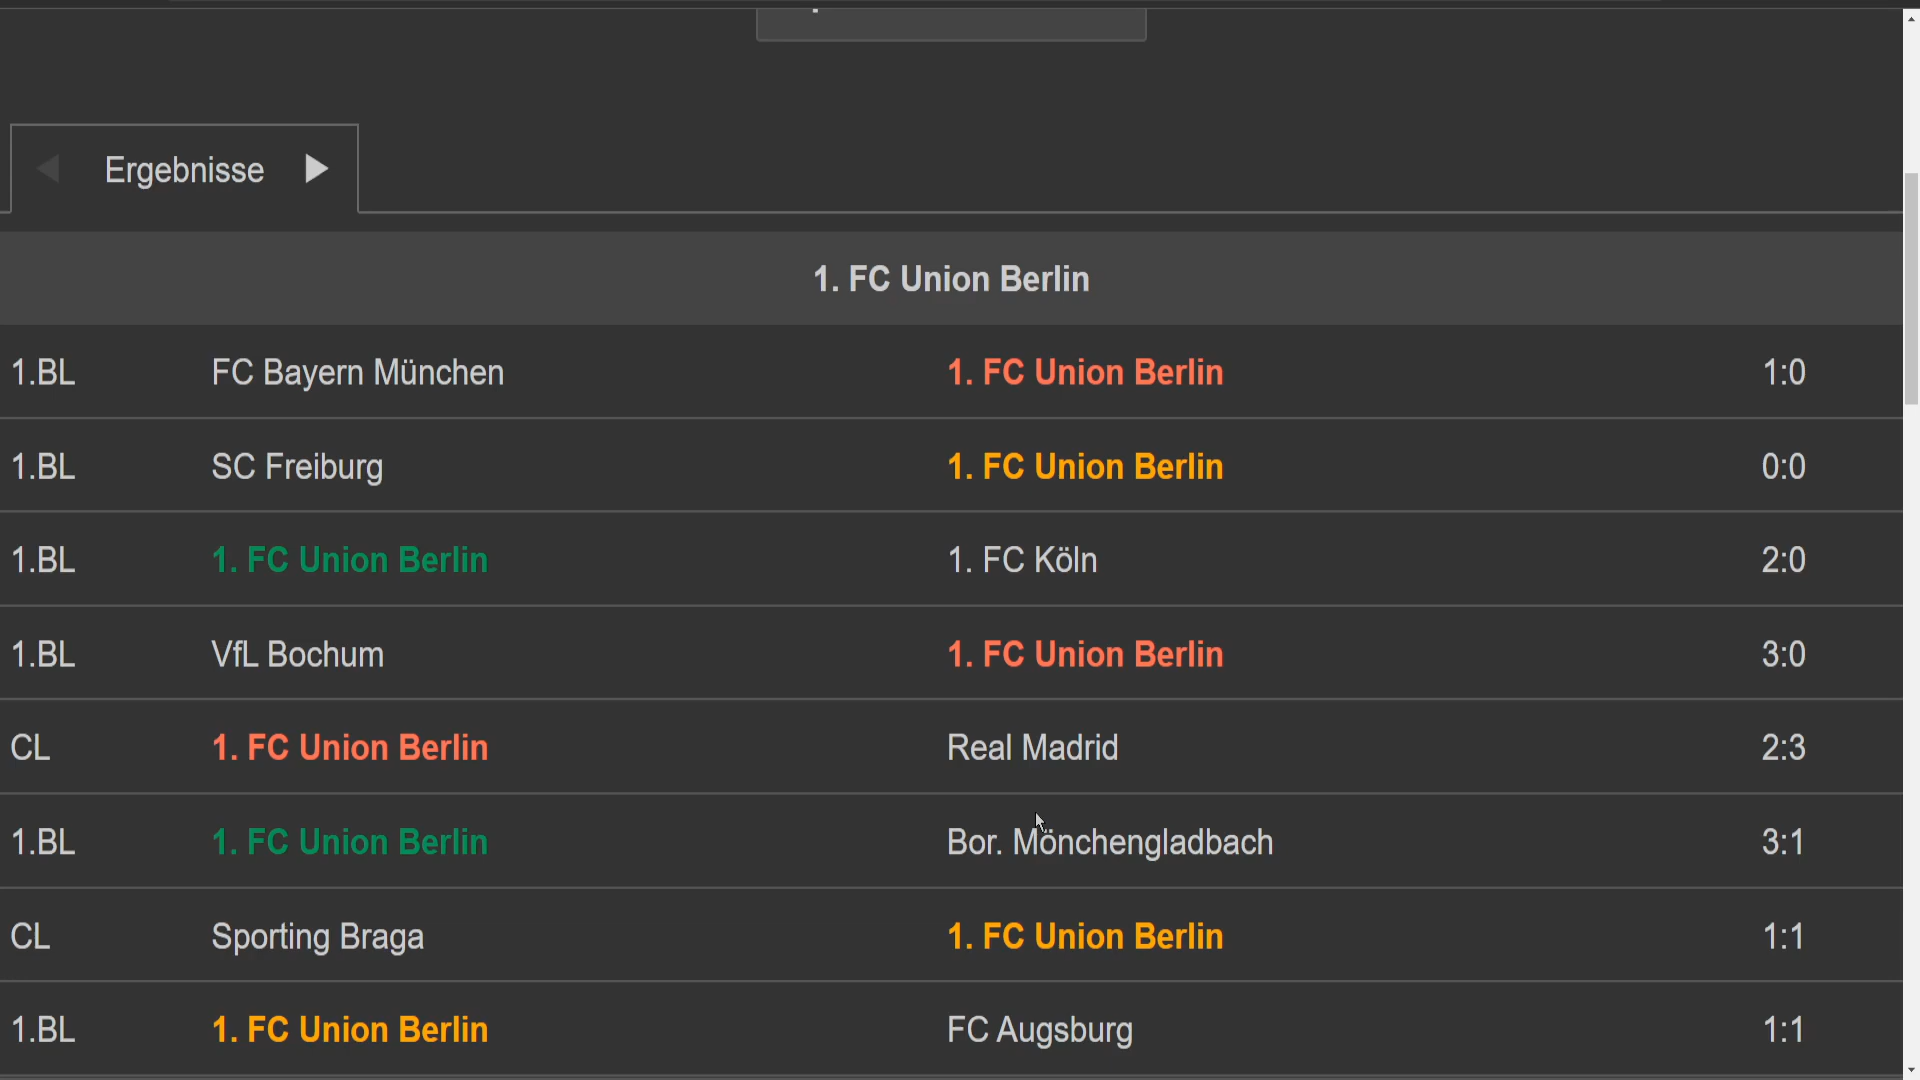 Ergebnisse
1. FC Union Berlin
1.BL FC Bayern München 1. FC Union Berlin 1:0
1.BL SC Freiburg 1. FC Union Berlin 0:0
1.BL 1. FC Union Berlin 1. FC Köln 2:0
1.BL VfL Bochum 1. FC Union Berlin 3:0
CL 1. FC Union Berlin Real Madrid 2:3
1.BL 1. FC Union Berlin Bor. Mönchengladbach 3:1
CL Sporting Braga 1. FC Union Berlin 1:1
1.BL 1. FC Union Berlin FC Augsburg 1:1